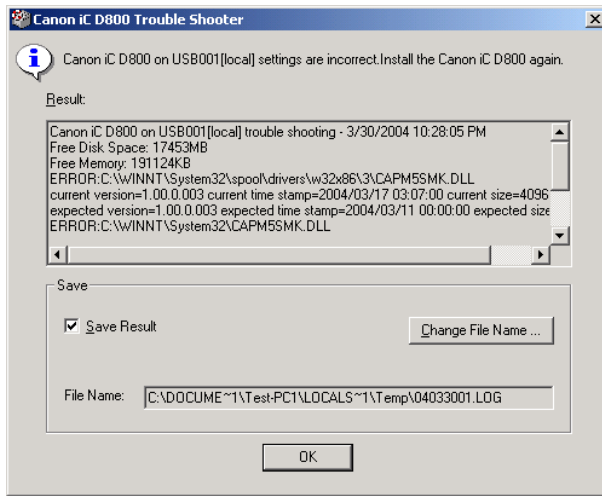 Canon iC D800 Trouble Shooter
Canon iC D800 on USB001[local] settings are incorrect.Install the Canon iC D800 again.
Result:
Canon iC D800 on USB001[local] trouble shooting - 3/30/2004 10:28:05 PM
Free Disk Space: 17453MB
Free Memory: 191124KB
ERROR:C:\WINNT\System32\spool\drivers\w32x86\3\CAPM5SMK.DLL
current version=1.00.0.003 current time stamp=2004/03/17 03:07:00 current size=4096
expected version=1.00.0.003 expected time stamp=2004/03/11 00:00:00 expected size
ERROR:C:\WINNT\System32\CAPM5SMK.DLL
Save
Save Result
Change File Name ...
File Name:
C:\DOCUME~1\Test-PC1\LOCALS~1\Temp\04033001.LOG
OK